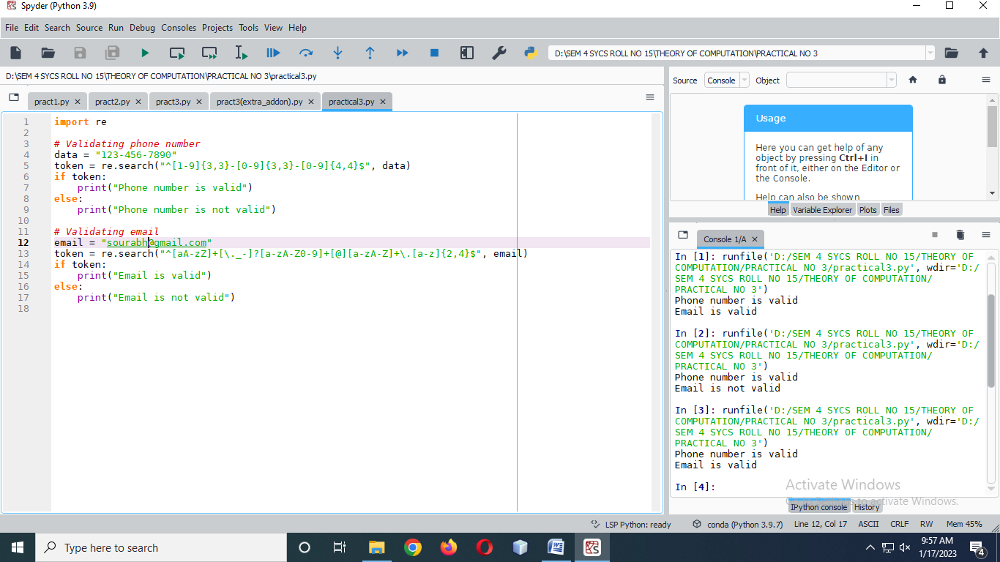 Spyder (Python 3.9)
File Edit Search Source Run Debug Consoles Projects Tools View Help
D:\SEM 4 SYCS ROLL NO 15\THEORY OF COMPUTATION\PRACTICAL NO 3
D:\SEM 4 SYCS ROLL NO 15\THEORY OF COMPUTATION\PRACTICAL NO 3\practical3.py
pract1.py pract2.py pract3.py pract3(extra_addon).py practical3.py
1 import re
2
3 # Validating phone number
4 data = "123-456-7890"
5 token = re.search("^[1-9]{3,3}-[0-9]{3,3}-[0-9]{4,4}$", data)
6 if token:
7     print("Phone number is valid")
8 else:
9     print("Phone number is not valid")
10
11 # Validating email
12 email = "sourabh@gmail.com"
13 token = re.search("^[aA-zZ]+[\._-]?[a-zA-Z0-9]+[@][a-zA-Z]+\.[a-z]{2,4}$", email)
14 if token:
15     print("Email is valid")
16 else:
17     print("Email is not valid")
18
Source Console Object
Usage
Here you can get help of any
object by pressing Ctrl+I in
front of it, either on the Editor or
the Console.
Help can also be shown
Help Variable Explorer Plots Files
Console 1/A
In [1]: runfile('D:/SEM 4 SYCS ROLL NO 15/THEORY OF
COMPUTATION/PRACTICAL NO 3/practical3.py', wdir='D:/
SEM 4 SYCS ROLL NO 15/THEORY OF COMPUTATION/
PRACTICAL NO 3')
Phone number is valid
Email is valid
In [2]: runfile('D:/SEM 4 SYCS ROLL NO 15/THEORY OF
COMPUTATION/PRACTICAL NO 3/practical3.py', wdir='D:/
SEM 4 SYCS ROLL NO 15/THEORY OF COMPUTATION/
PRACTICAL NO 3')
Phone number is valid
Email is not valid
In [3]: runfile('D:/SEM 4 SYCS ROLL NO 15/THEORY OF
COMPUTATION/PRACTICAL NO 3/practical3.py', wdir='D:/
SEM 4 SYCS ROLL NO 15/THEORY OF COMPUTATION/
PRACTICAL NO 3')
Phone number is valid
Email is valid
In [4]:
Activate Windows
to activate Windows.
IPython console History
LSP Python: ready conda (Python 3.9.7) Line 12, Col 17 ASCII CRLF RW Mem 45%
Type here to search
9:57 AM
1/17/2023
4